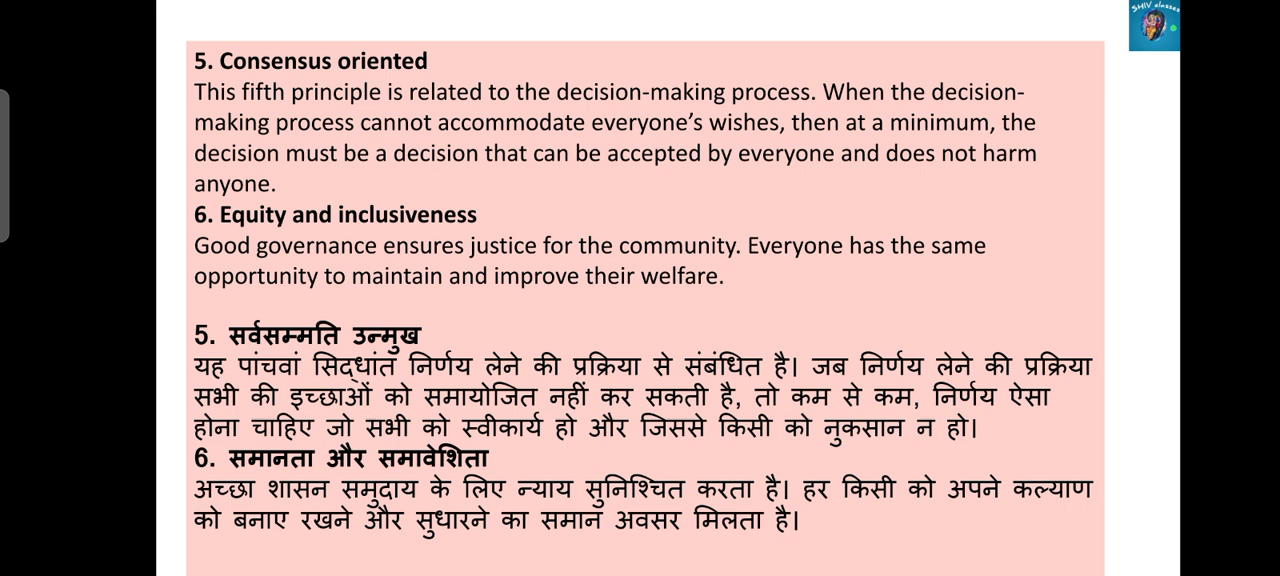 SHIV classes
5. Consensus oriented
This fifth principle is related to the decision-making process. When the decision-
making process cannot accommodate everyone’s wishes, then at a minimum, the
decision must be a decision that can be accepted by everyone and does not harm
anyone.
6. Equity and inclusiveness
Good governance ensures justice for the community. Everyone has the same
opportunity to maintain and improve their welfare.
5. सर्वसम्मति उन्मुख
यह पांचवां सिद्धांत निर्णय लेने की प्रक्रिया से संबंधित है। जब निर्णय लेने की प्रक्रिया
सभी की इच्छाओं को समायोजित नहीं कर सकती है, तो कम से कम, निर्णय ऐसा
होना चाहिए जो सभी को स्वीकार्य हो और जिससे किसी को नुकसान न हो।
6. समानता और समावेशिता
अच्छा शासन समुदाय के लिए न्याय सुनिश्चित करता है। हर किसी को अपने कल्याण
को बनाए रखने और सुधारने का समान अवसर मिलता है।